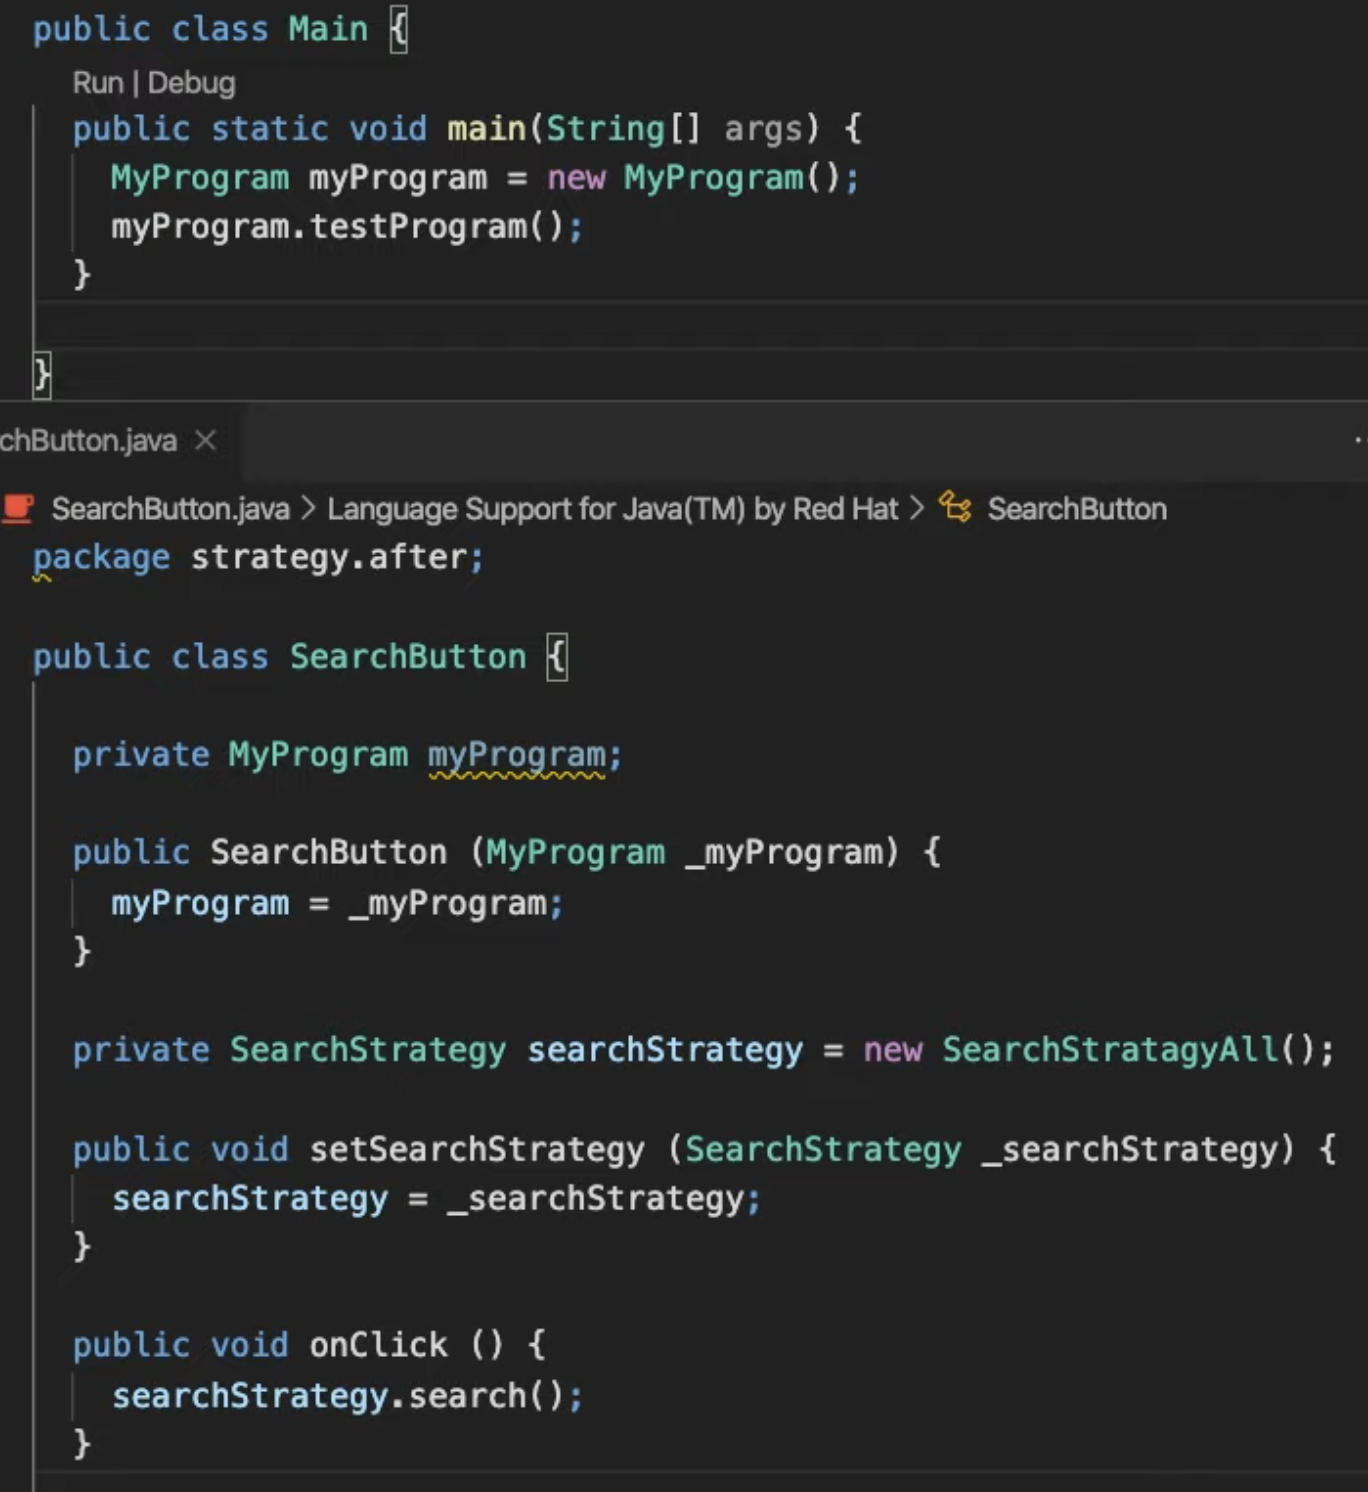 public class Main {
Run | Debug
public static void main(String[] args) {
MyProgram myProgram = new MyProgram();
myProgram.testProgram();
}
}
chButton.java
SearchButton.java > Language Support for Java(TM) by Red Hat > SearchButton
package strategy.after;
public class SearchButton {
private MyProgram myProgram;
public SearchButton (MyProgram _myProgram) {
myProgram = _myProgram;
}
private SearchStrategy searchStrategy = new SearchStratagyAll();
public void setSearchStrategy (SearchStrategy _searchStrategy) {
searchStrategy = _searchStrategy;
}
public void onClick () {
searchStrategy.search();
}